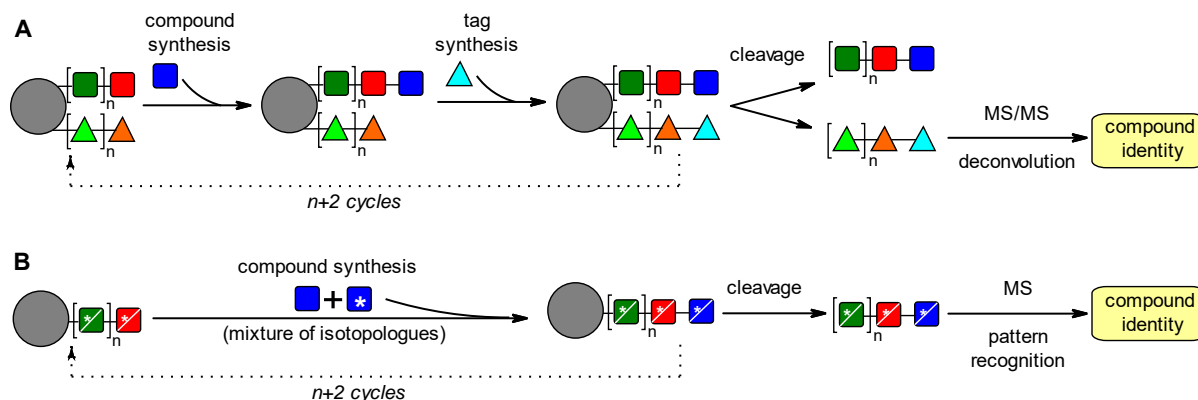 A
compound
synthesis
tag
synthesis
cleavage
[ ]n
[ ]n
[ ]n
[ ]n
[ ]n
[ ]n
[ ]n
[ ]n
MS/MS
deconvolution
compound
identity
n+2 cycles
B
compound synthesis
+ *
(mixture of isotopologues)
[* ]n * 
[* ]n * *
cleavage
[* ]n * *
MS
pattern
recognition
compound
identity
n+2 cycles